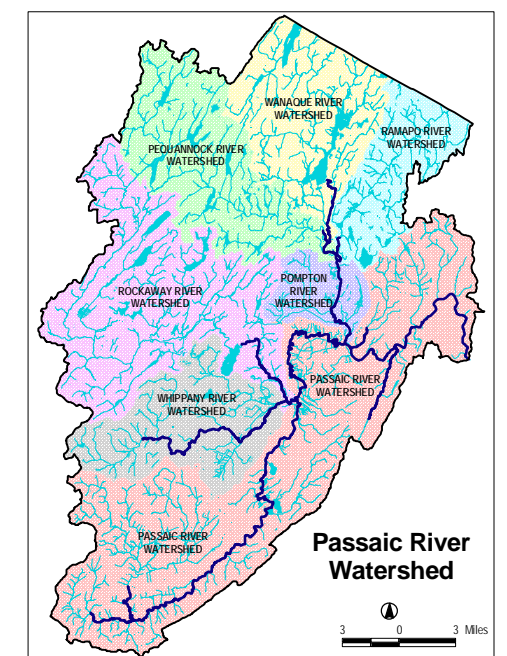 WANAQUE RIVER
WATERSHED
RAMAPO RIVER
WATERSHED
PEQUANNOCK RIVER
WATERSHED
ROCKAWAY RIVER
WATERSHED
POMPTON
RIVER
WATERSHED
PASSAIC RIVER
WATERSHED
WHIPPANY RIVER
WATERSHED
PASSAIC RIVER
WATERSHED
Passaic River
Watershed
3 0 3 Miles